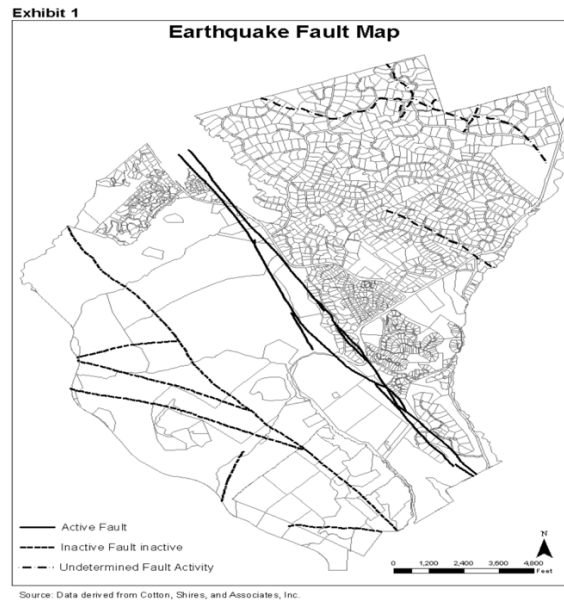 Exhibit 1
Earthquake Fault Map
Active Fault
Inactive Fault inactive
Undetermined Fault Activity
N
0 1,200 2,400 3,600 4,800
Feet
Source: Data derived from Cotton, Shires, and Associates, Inc.